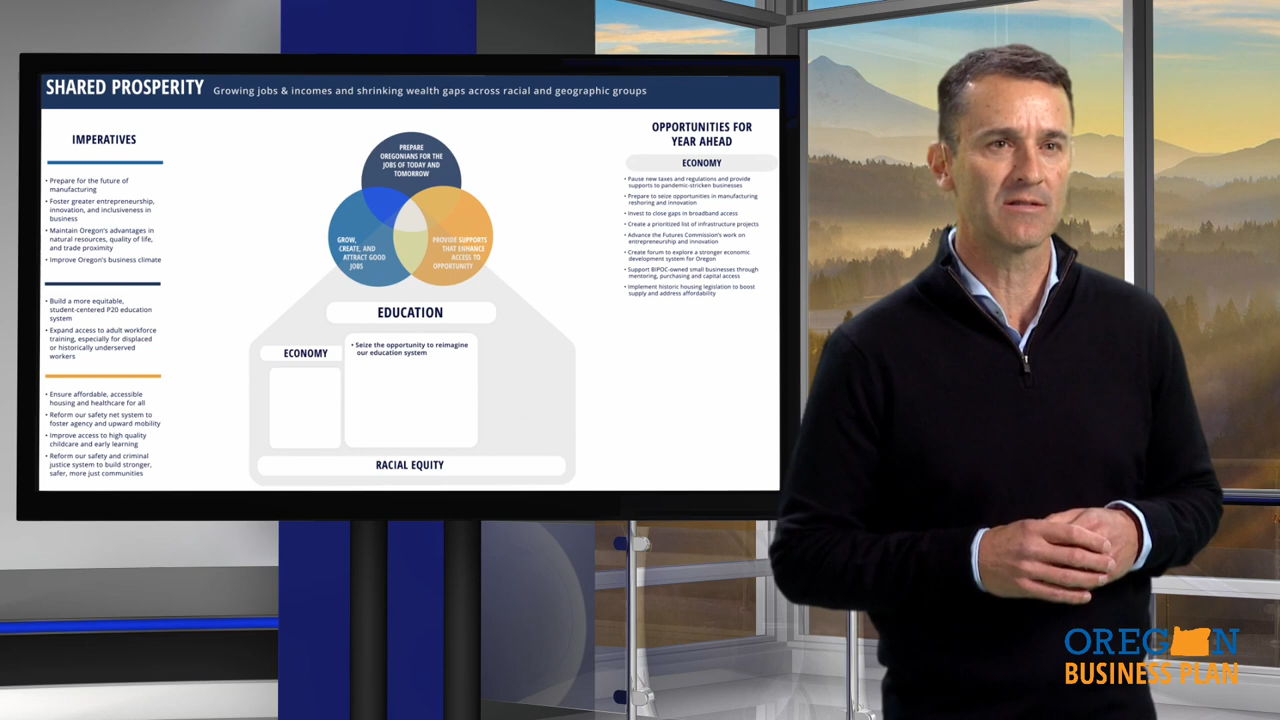 SHARED PROSPERITY Growing jobs & incomes and shrinking wealth gaps across racial and geographic groups
IMPERATIVES
• Prepare for the future of
manufacturing
• Foster greater entrepreneurship,
innovation, and inclusiveness in
business
• Maintain Oregon's advantages in
natural resources, quality of life,
and trade proximity
• Improve Oregon's business climate
• Build a more equitable,
student-centered P20 education
system
• Expand access to adult workforce
training, especially for displaced
or historically underserved
workers
• Ensure affordable, accessible
housing and healthcare for all
• Reform our safety net system to
foster agency and upward mobility
• Improve access to high quality
childcare and early learning
• Reform our safety and criminal
justice system to build stronger,
safer, more just communities
PREPARE
OREGONIANS FOR THE
JOBS OF TODAY AND
TOMORROW
GROW,
CREATE, AND
ATTRACT GOOD
JOBS
PROVIDE SUPPORTS
THAT ENHANCE
ACCESS TO
OPPORTUNITY
EDUCATION
ECONOMY
• Seize the opportunity to reimagine
our education system
RACIAL EQUITY
OPPORTUNITIES FOR
YEAR AHEAD
ECONOMY
• Pause new taxes and regulations and provide
supports to pandemic-stricken businesses
• Prepare to seize opportunities in manufacturing
reshoring and innovation
• Invest to close gaps in broadband access
• Create a prioritized list of infrastructure projects
• Advance the Futures Commission's work on
entrepreneurship and innovation
• Create forum to explore a stronger economic
development system for Oregon
• Support BIPOC-owned small businesses through
mentoring, purchasing and capital access
• Implement historic housing legislation to boost
supply and address affordability
OREGON
BUSINESS PLAN